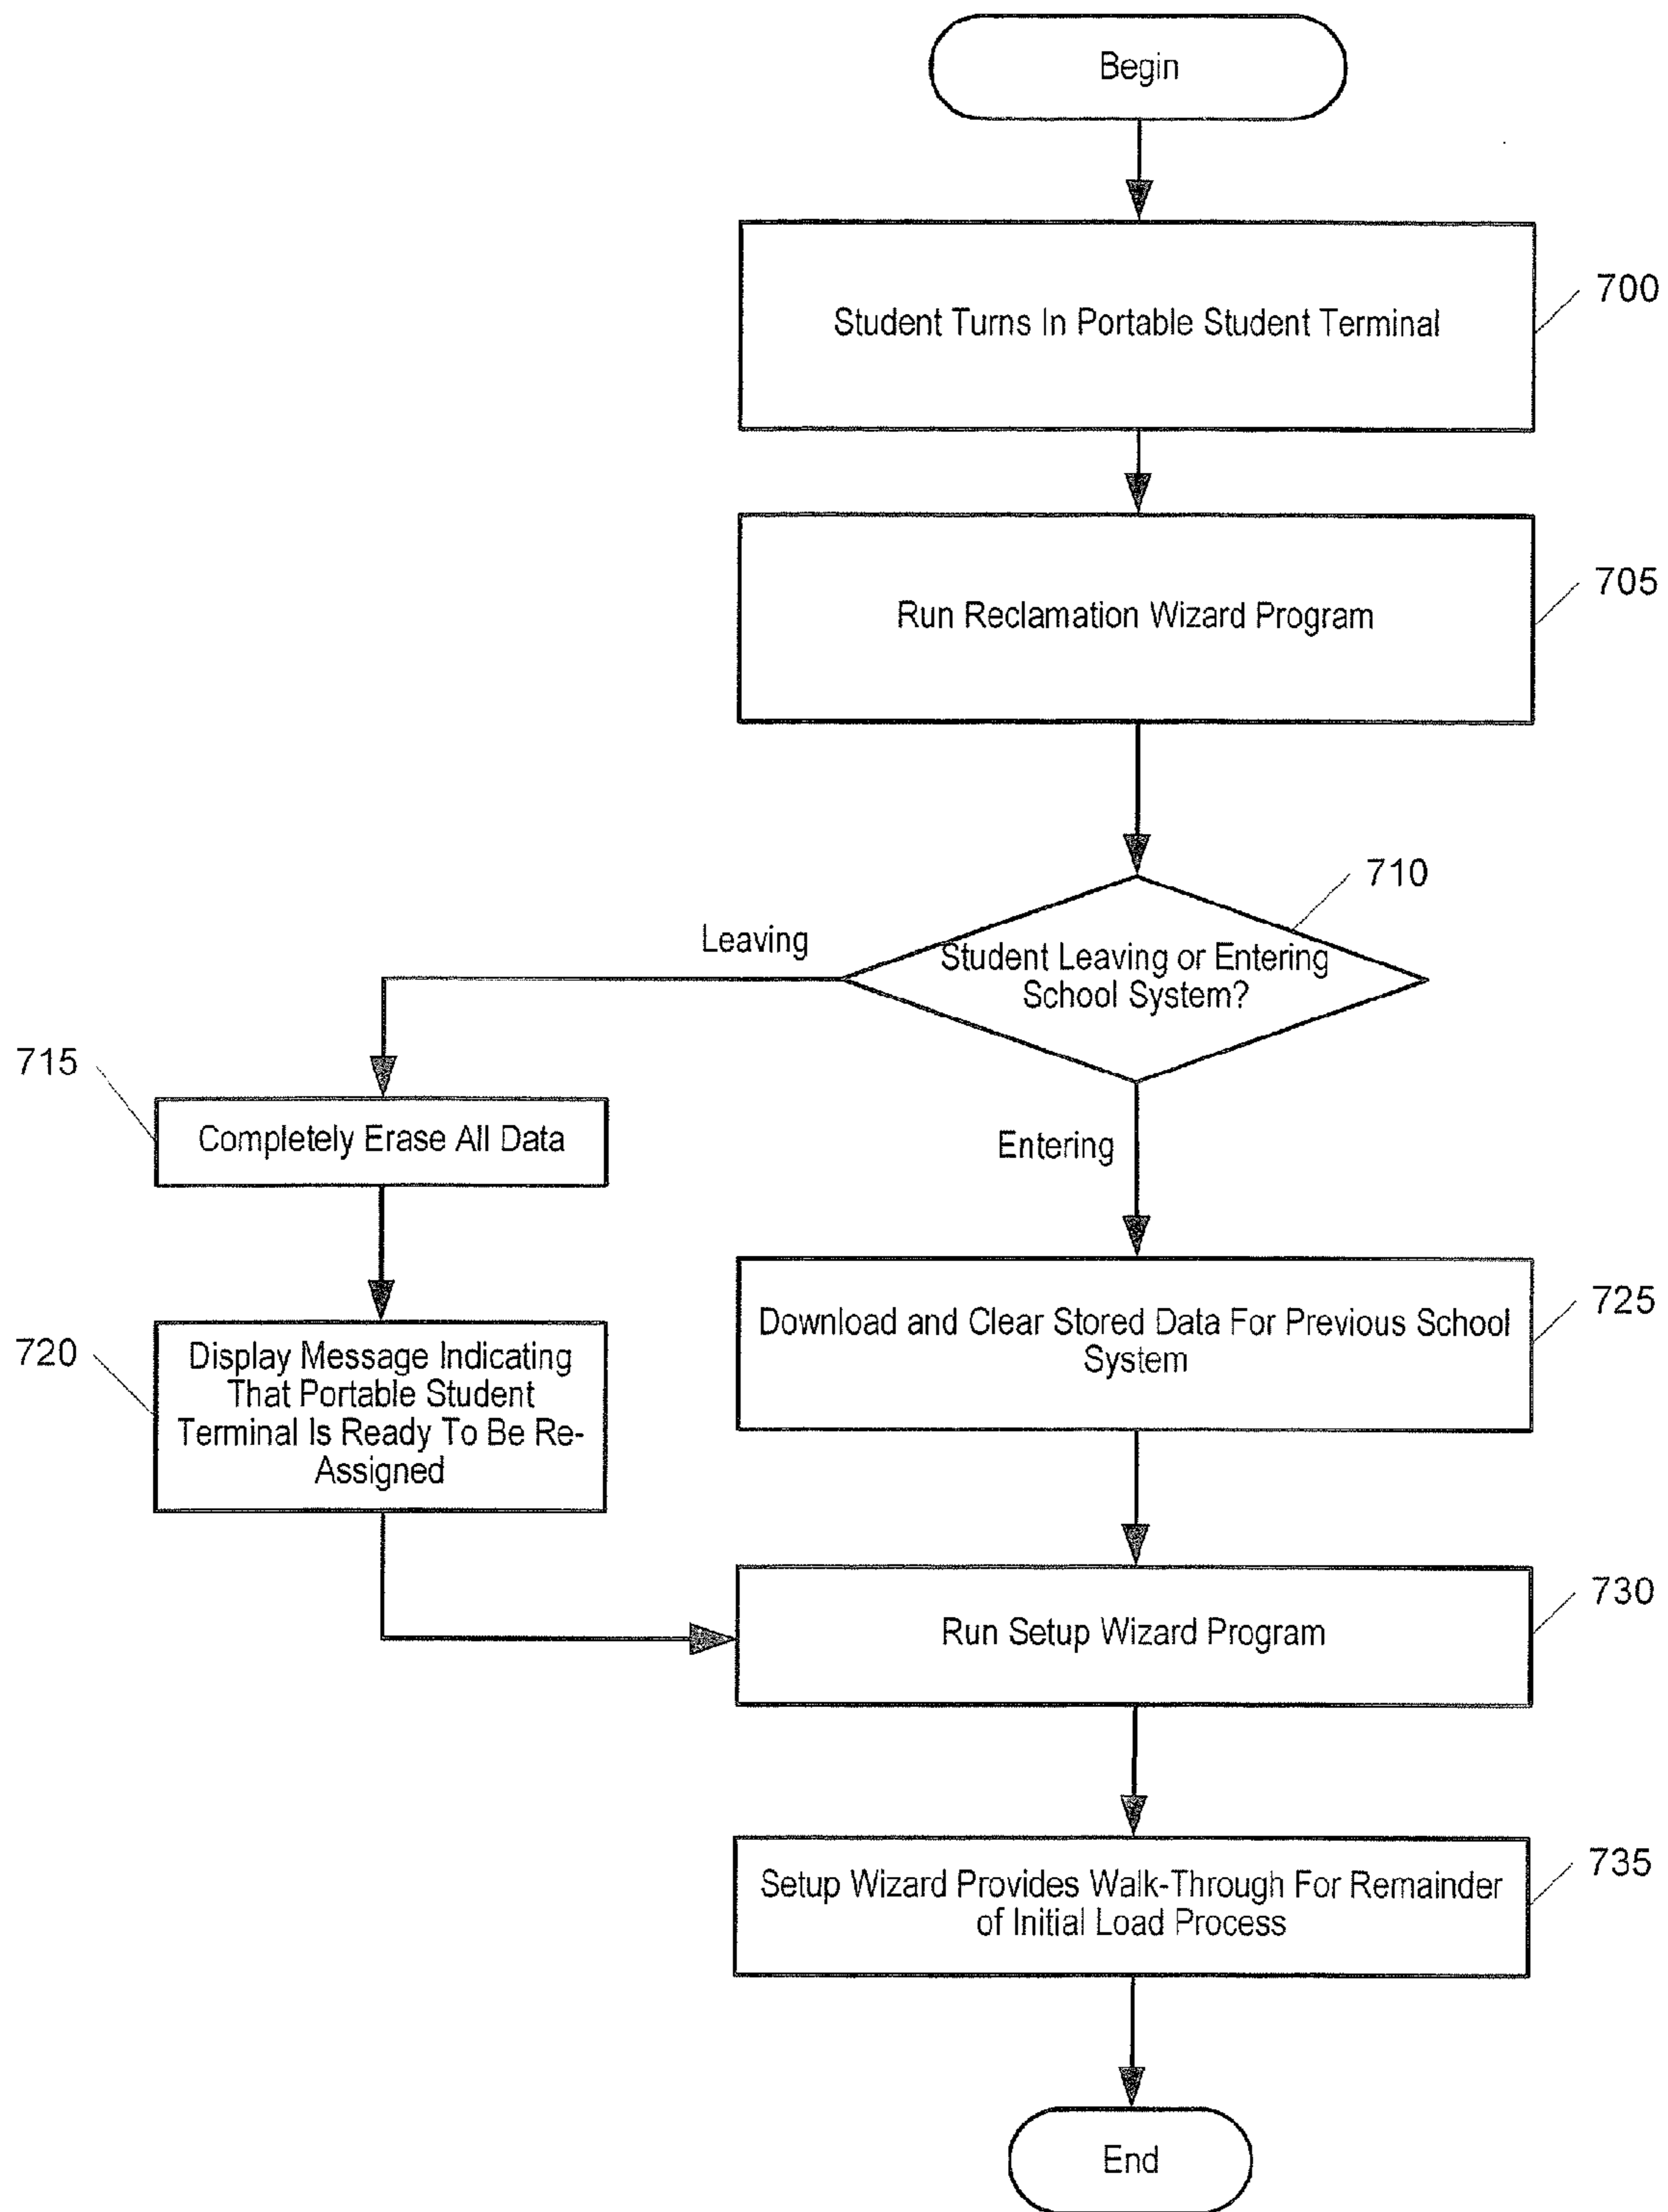 Begin
Student Turns In Portable Student Terminal
700
Run Reclamation Wizard Program
705
710
Student Leaving or Entering
School System?
Leaving
715
Completely Erase All Data
Entering
720
Display Message Indicating
That Portable Student
Terminal Is Ready To Be Re-
Assigned
Download and Clear Stored Data For Previous School
System
725
Run Setup Wizard Program
730
Setup Wizard Provides Walk-Through For Remainder
of Initial Load Process
735
End